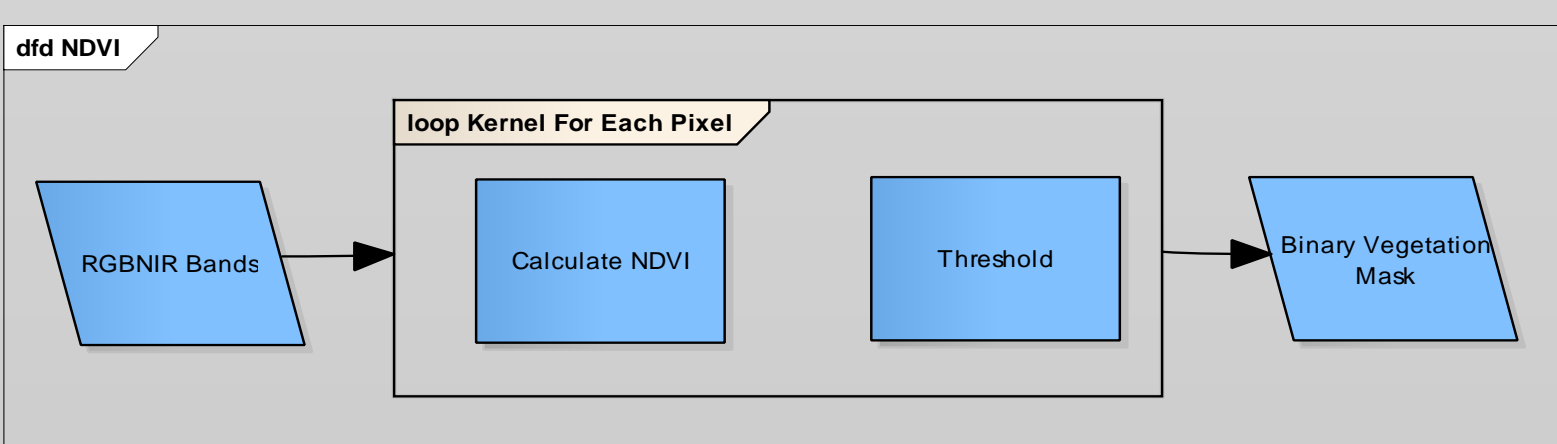 dfd NDVI
loop Kernel For Each Pixel
RGBNIR Bands
Calculate NDVI
Threshold
Binary Vegetation
Mask